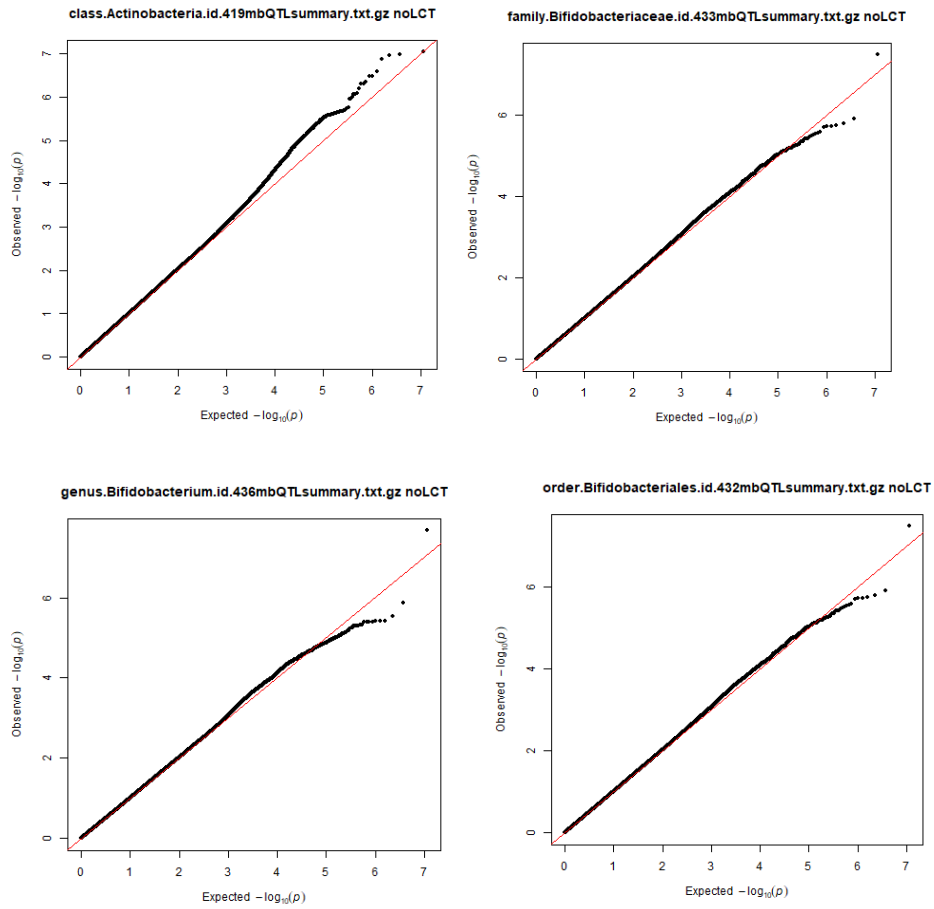 class.Actinobacteria.id.419mbQTLsummary.txt.gz noLCT
7
6
5
4
3
2
1
0
Observed −log10(p)
0 1 2 3 4 5 6 7
Expected −log10(p)
family.Bifidobacteriaceae.id.433mbQTLsummary.txt.gz noLCT
6
4
2
0
Observed −log10(p)
0 1 2 3 4 5 6 7
Expected −log10(p)
genus.Bifidobacterium.id.436mbQTLsummary.txt.gz noLCT
6
4
2
0
Observed −log10(p)
0 1 2 3 4 5 6 7
Expected −log10(p)
order.Bifidobacteriales.id.432mbQTLsummary.txt.gz noLCT
6
4
2
0
Observed −log10(p)
0 1 2 3 4 5 6 7
Expected −log10(p)